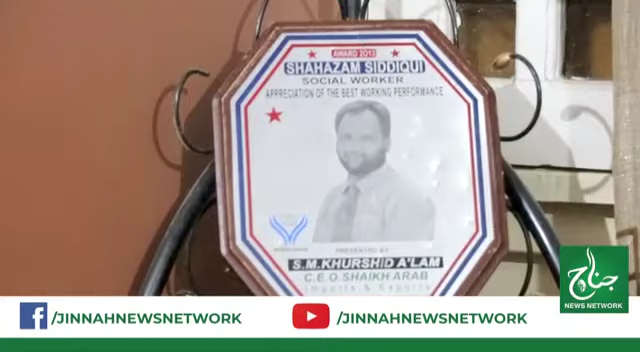 AWARD 2013
SHAHAZAM SIDDIQUI
SOCIAL WORKER
APPRECIATION OF THE BEST WORKING PERFORMANCE
PRESENTED BY
S.M.KHURSHID A'LAM
C.E.O.SHAIKH ARAB
Imports & Exports
جناح
NEWS NETWORK
/JINNAHNEWSNETWORK
/JINNAHNEWSNETWORK